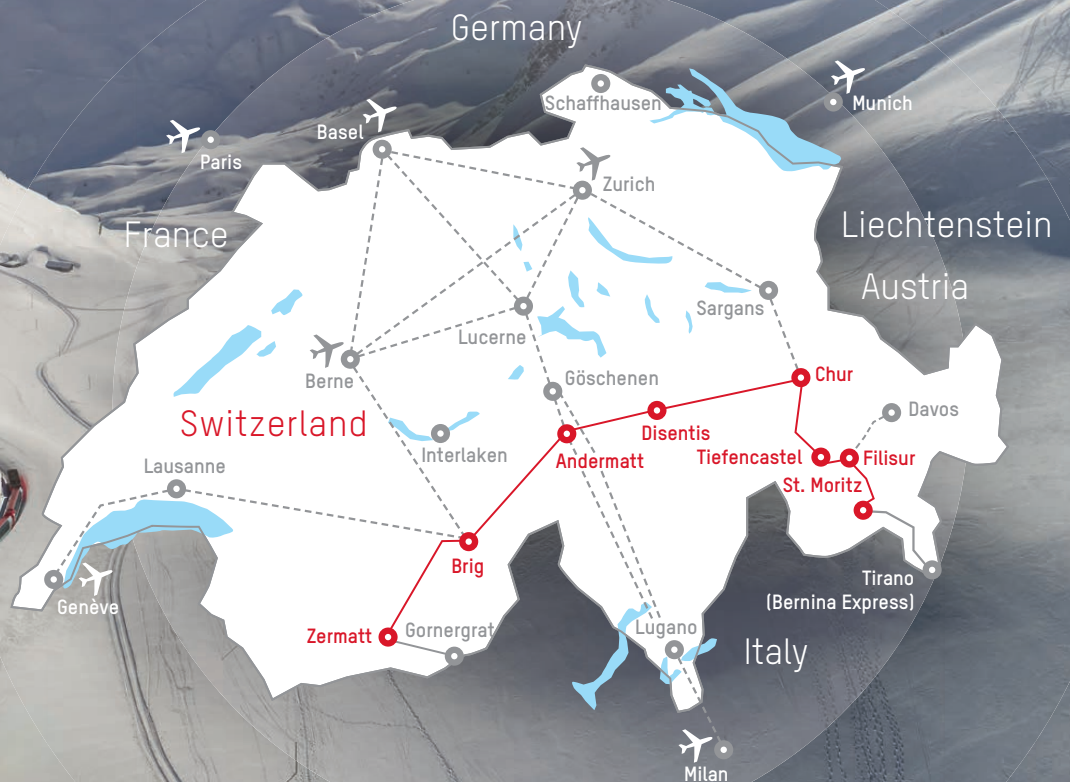 Germany
Schaffhausen
Munich
Basel
Paris
Zurich
France
Liechtenstein
Austria
Sargans
Lucerne
Berne
Göschenen
Chur
Switzerland
Davos
Disentis
Interlaken
Andermatt
Tiefencastel
Filisur
Lausanne
St. Moritz
Brig
Tirano
(Bernina Express)
Genève
Zermatt
Gornergrat
Lugano
Italy
Milan